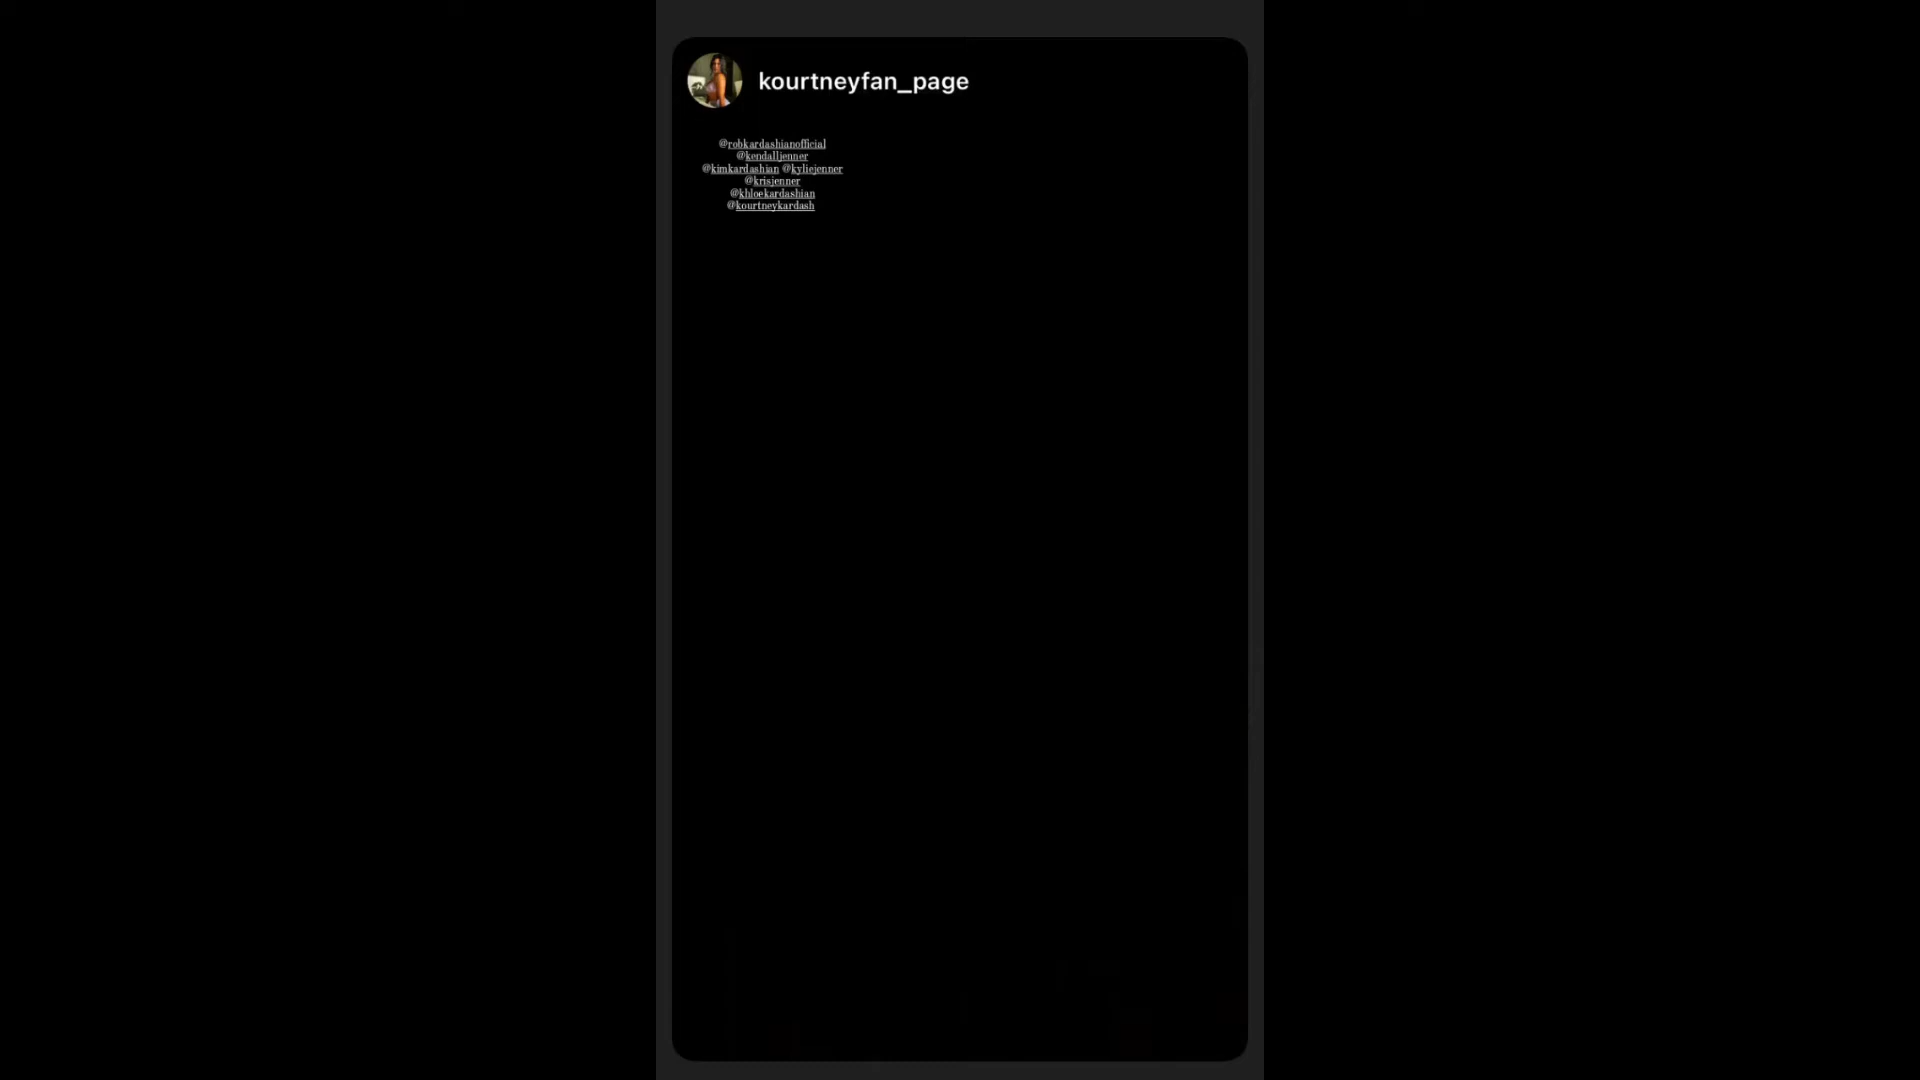 kourtneyfan_page
@robkardashianofficial
@kendalljenner
@kimkardashian @kyliejenner
@krisjenner
@khloekardashian
@kourtneykardash